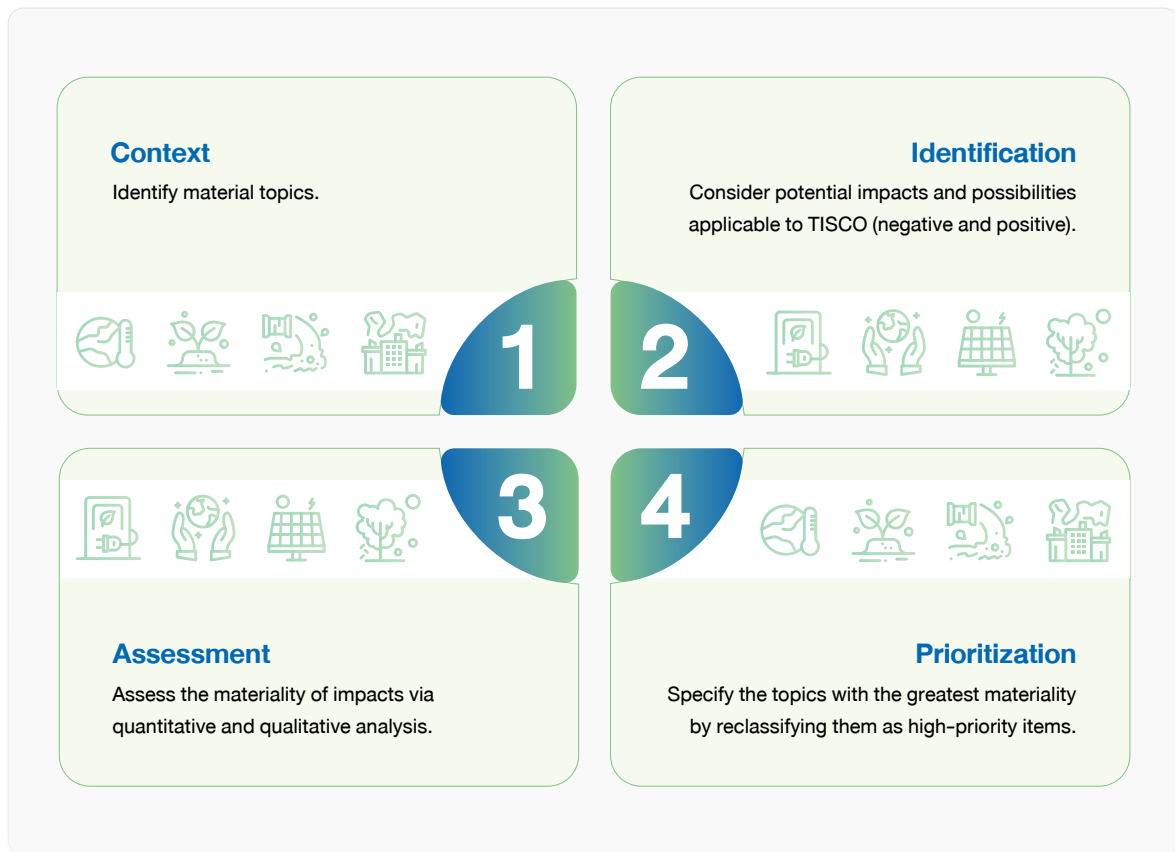 Context
Identify material topics.
1
Identification
Consider potential impacts and possibilities
applicable to TISCO (negative and positive).
2
3
Assessment
Assess the materiality of impacts via
quantitative and qualitative analysis.
4
Prioritization
Specify the topics with the greatest materiality
by reclassifying them as high-priority items.